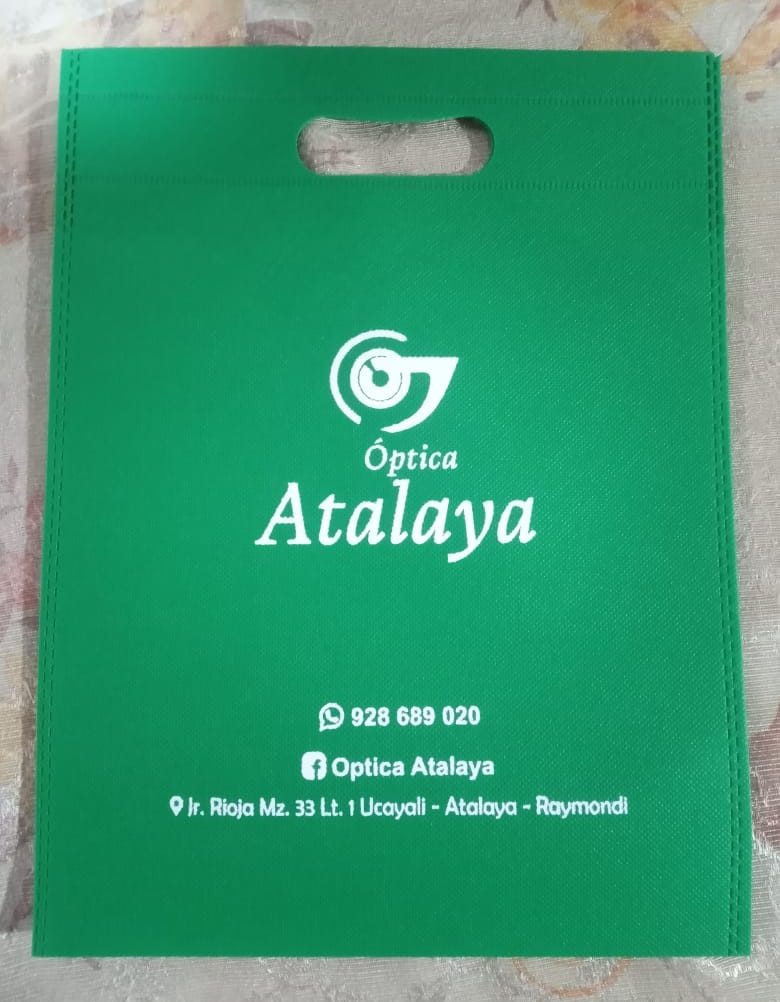 Óptica
Atalaya
928 689 020
Optica Atalaya
Jr. Rioja Mz. 33 Lt. 1 Ucayali - Atalaya - Raymondi